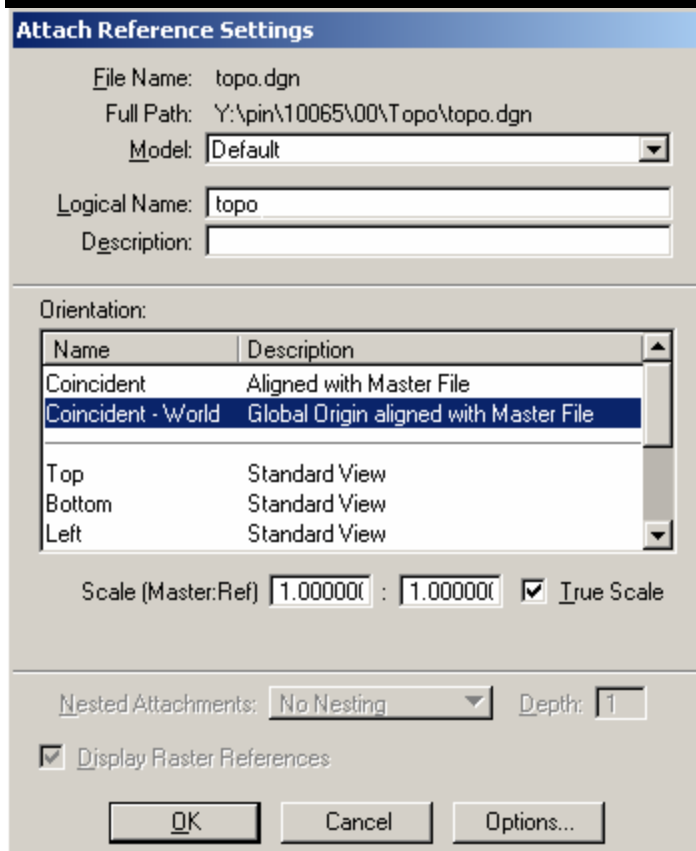 Attach Reference Settings
File Name: topo.dgn
Full Path: Y:\pin\10065\00\Topo\topo.dgn
Model: Default
Logical Name: topo
Description:
Orientation:
Name Description
Coincident Aligned with Master File
Coincident - World Global Origin aligned with Master File
Top Standard View
Bottom Standard View
Left Standard View
Scale (Master:Ref) 1.00000( : 1.00000( True Scale
Nested Attachments: No Nesting Depth: 1
Display Raster References
OK Cancel Options...